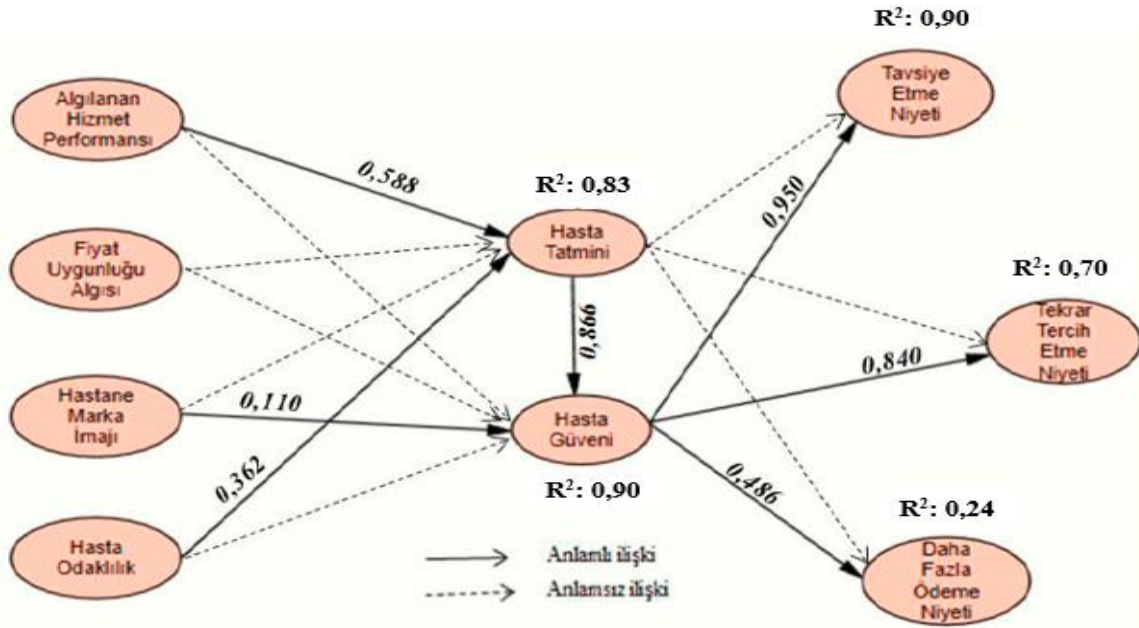 R²: 0,90
Tavsiye
Etme
Niyeti
Algılanan
Hizmet
Performansı
0,588
R²: 0,83
Hasta
Tatmini
0,950
Fiyat
Uygunluğu
Algısı
R²: 0,70
Tekrar
Tercih
Etme
Niyeti
0,866
0,840
Hastane
Marka
İmajı
0,110
Hasta
Güveni
0,362
R²: 0,90
0,486
R²: 0,24
Hasta
Odaklılık
Daha
Fazla
Ödeme
Niyeti
Anlamlı ilişki
Anlamsız ilişki